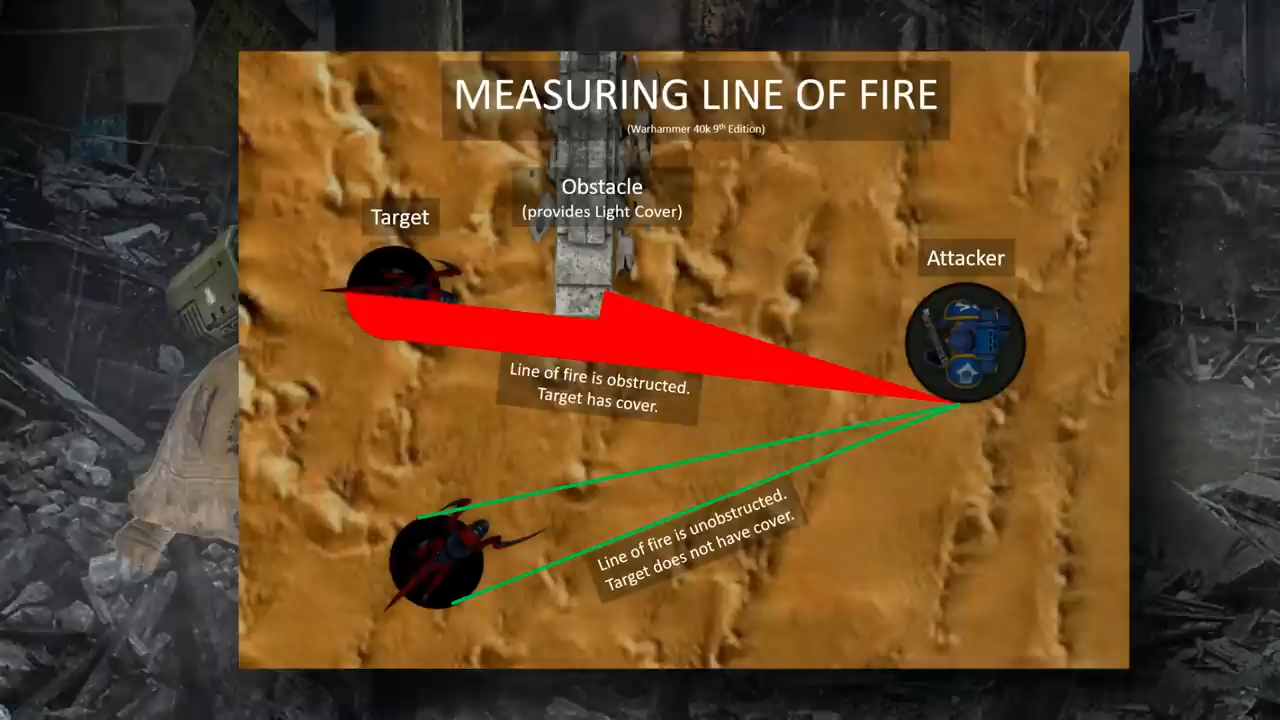 MEASURING LINE OF FIRE
(Warhammer 40k 9th Edition)
Obstacle
(provides Light Cover)
Target
Attacker
Line of fire is obstructed.
Target has cover.
Line of fire is unobstructed.
Target does not have cover.